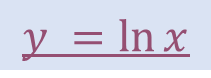 y = ln x